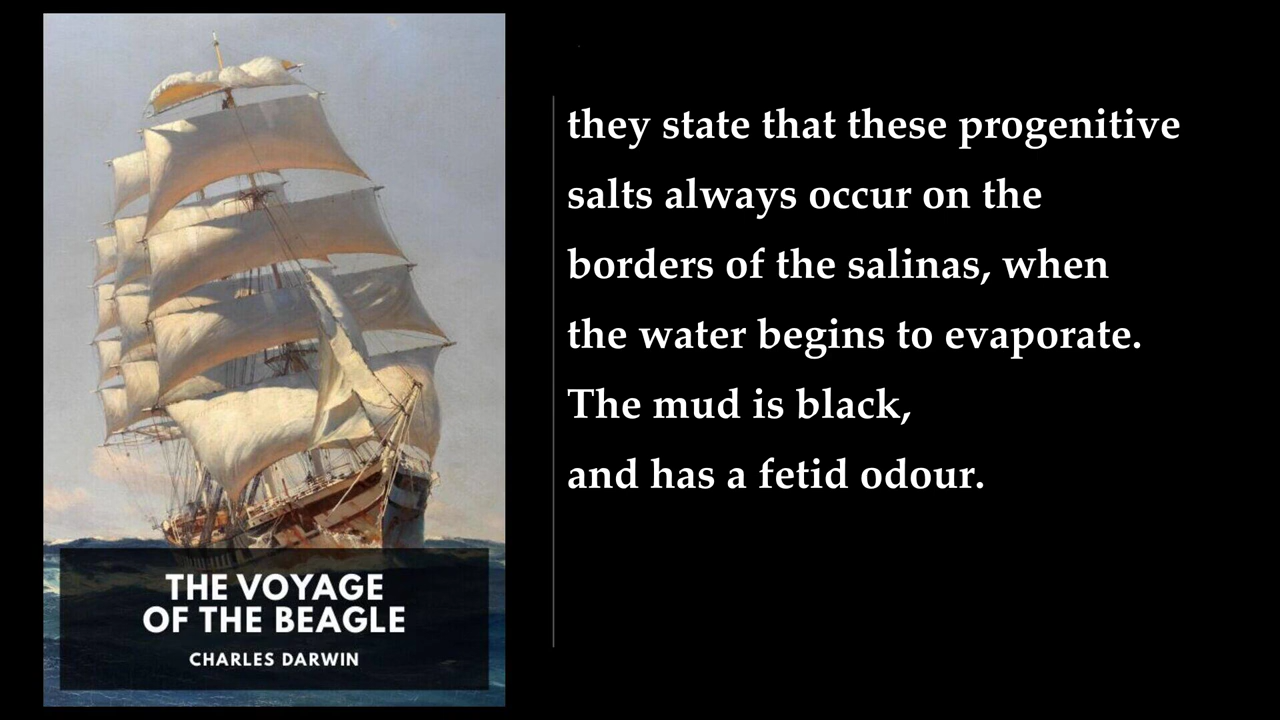 THE VOYAGE
OF THE BEAGLE
CHARLES DARWIN
they state that these progenitive
salts always occur on the
borders of the salinas, when
the water begins to evaporate.
The mud is black,
and has a fetid odour.